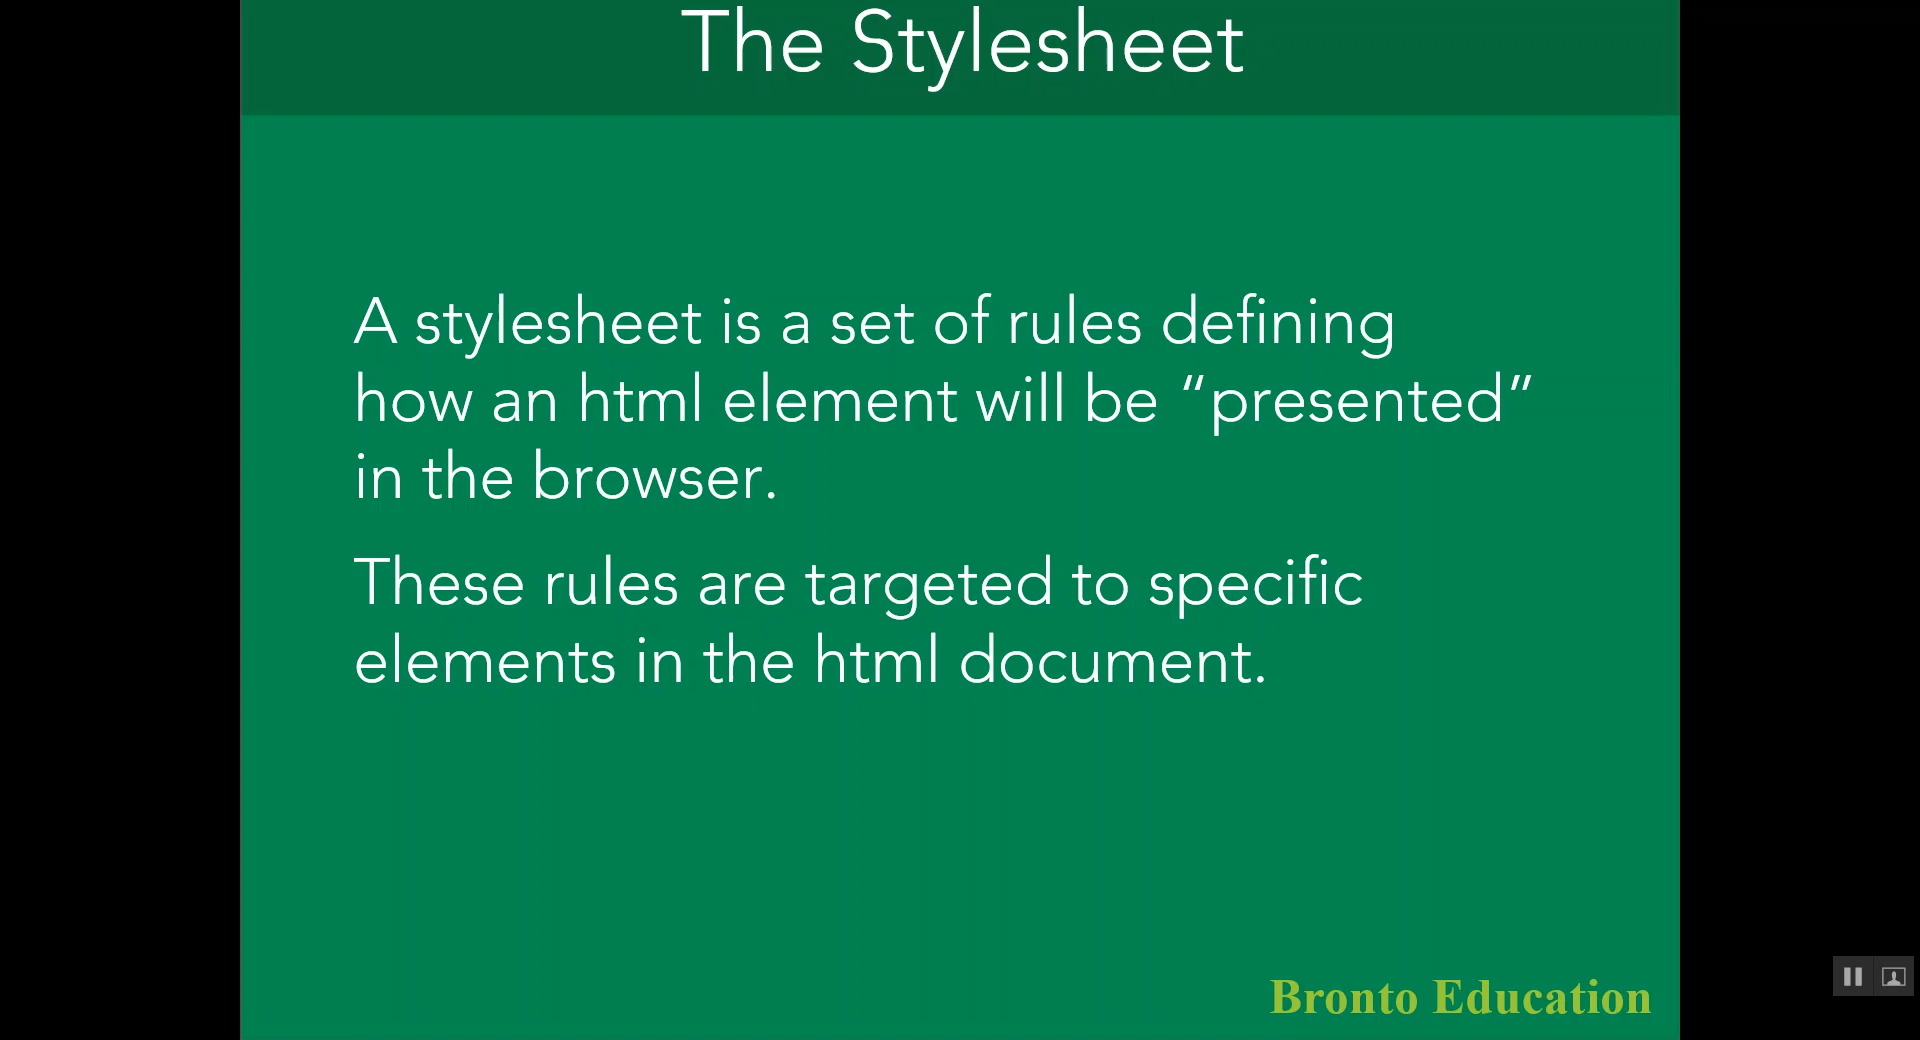 The Stylesheet
A stylesheet is a set of rules defining
how an html element will be “presented”
in the browser.
These rules are targeted to specific
elements in the html document.
Bronto Education